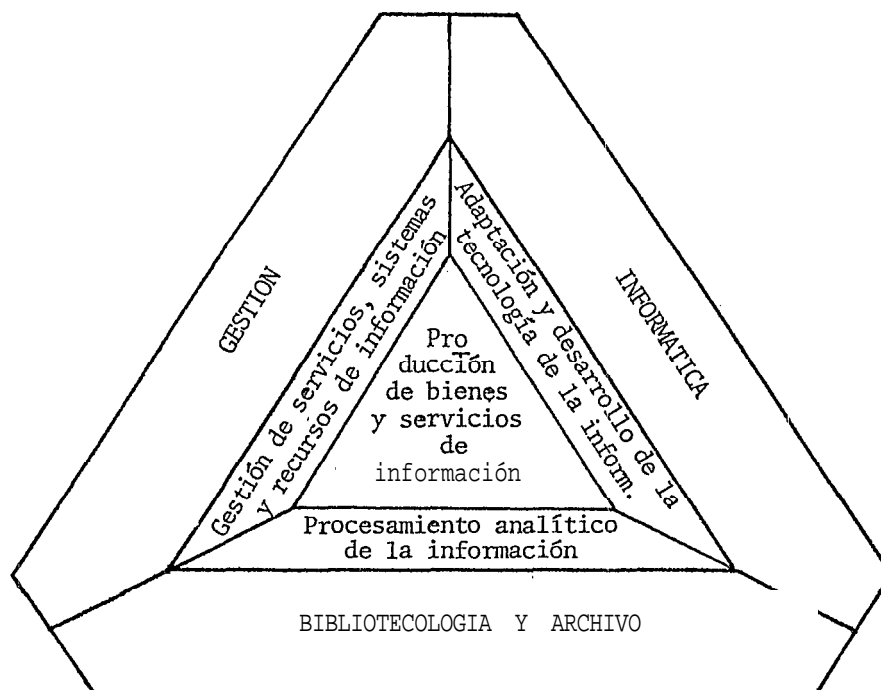 GESTION
INFORMATICA
Gestión de servicios, sistemas
y recursos de información
Adaptación y desarrollo de la
tecnología de la inform.
Pro
ducción
de bienes
y servicios
de
información
Procesamiento analítico
de la información
BIBLIOTECOLOGIA Y ARCHIVO